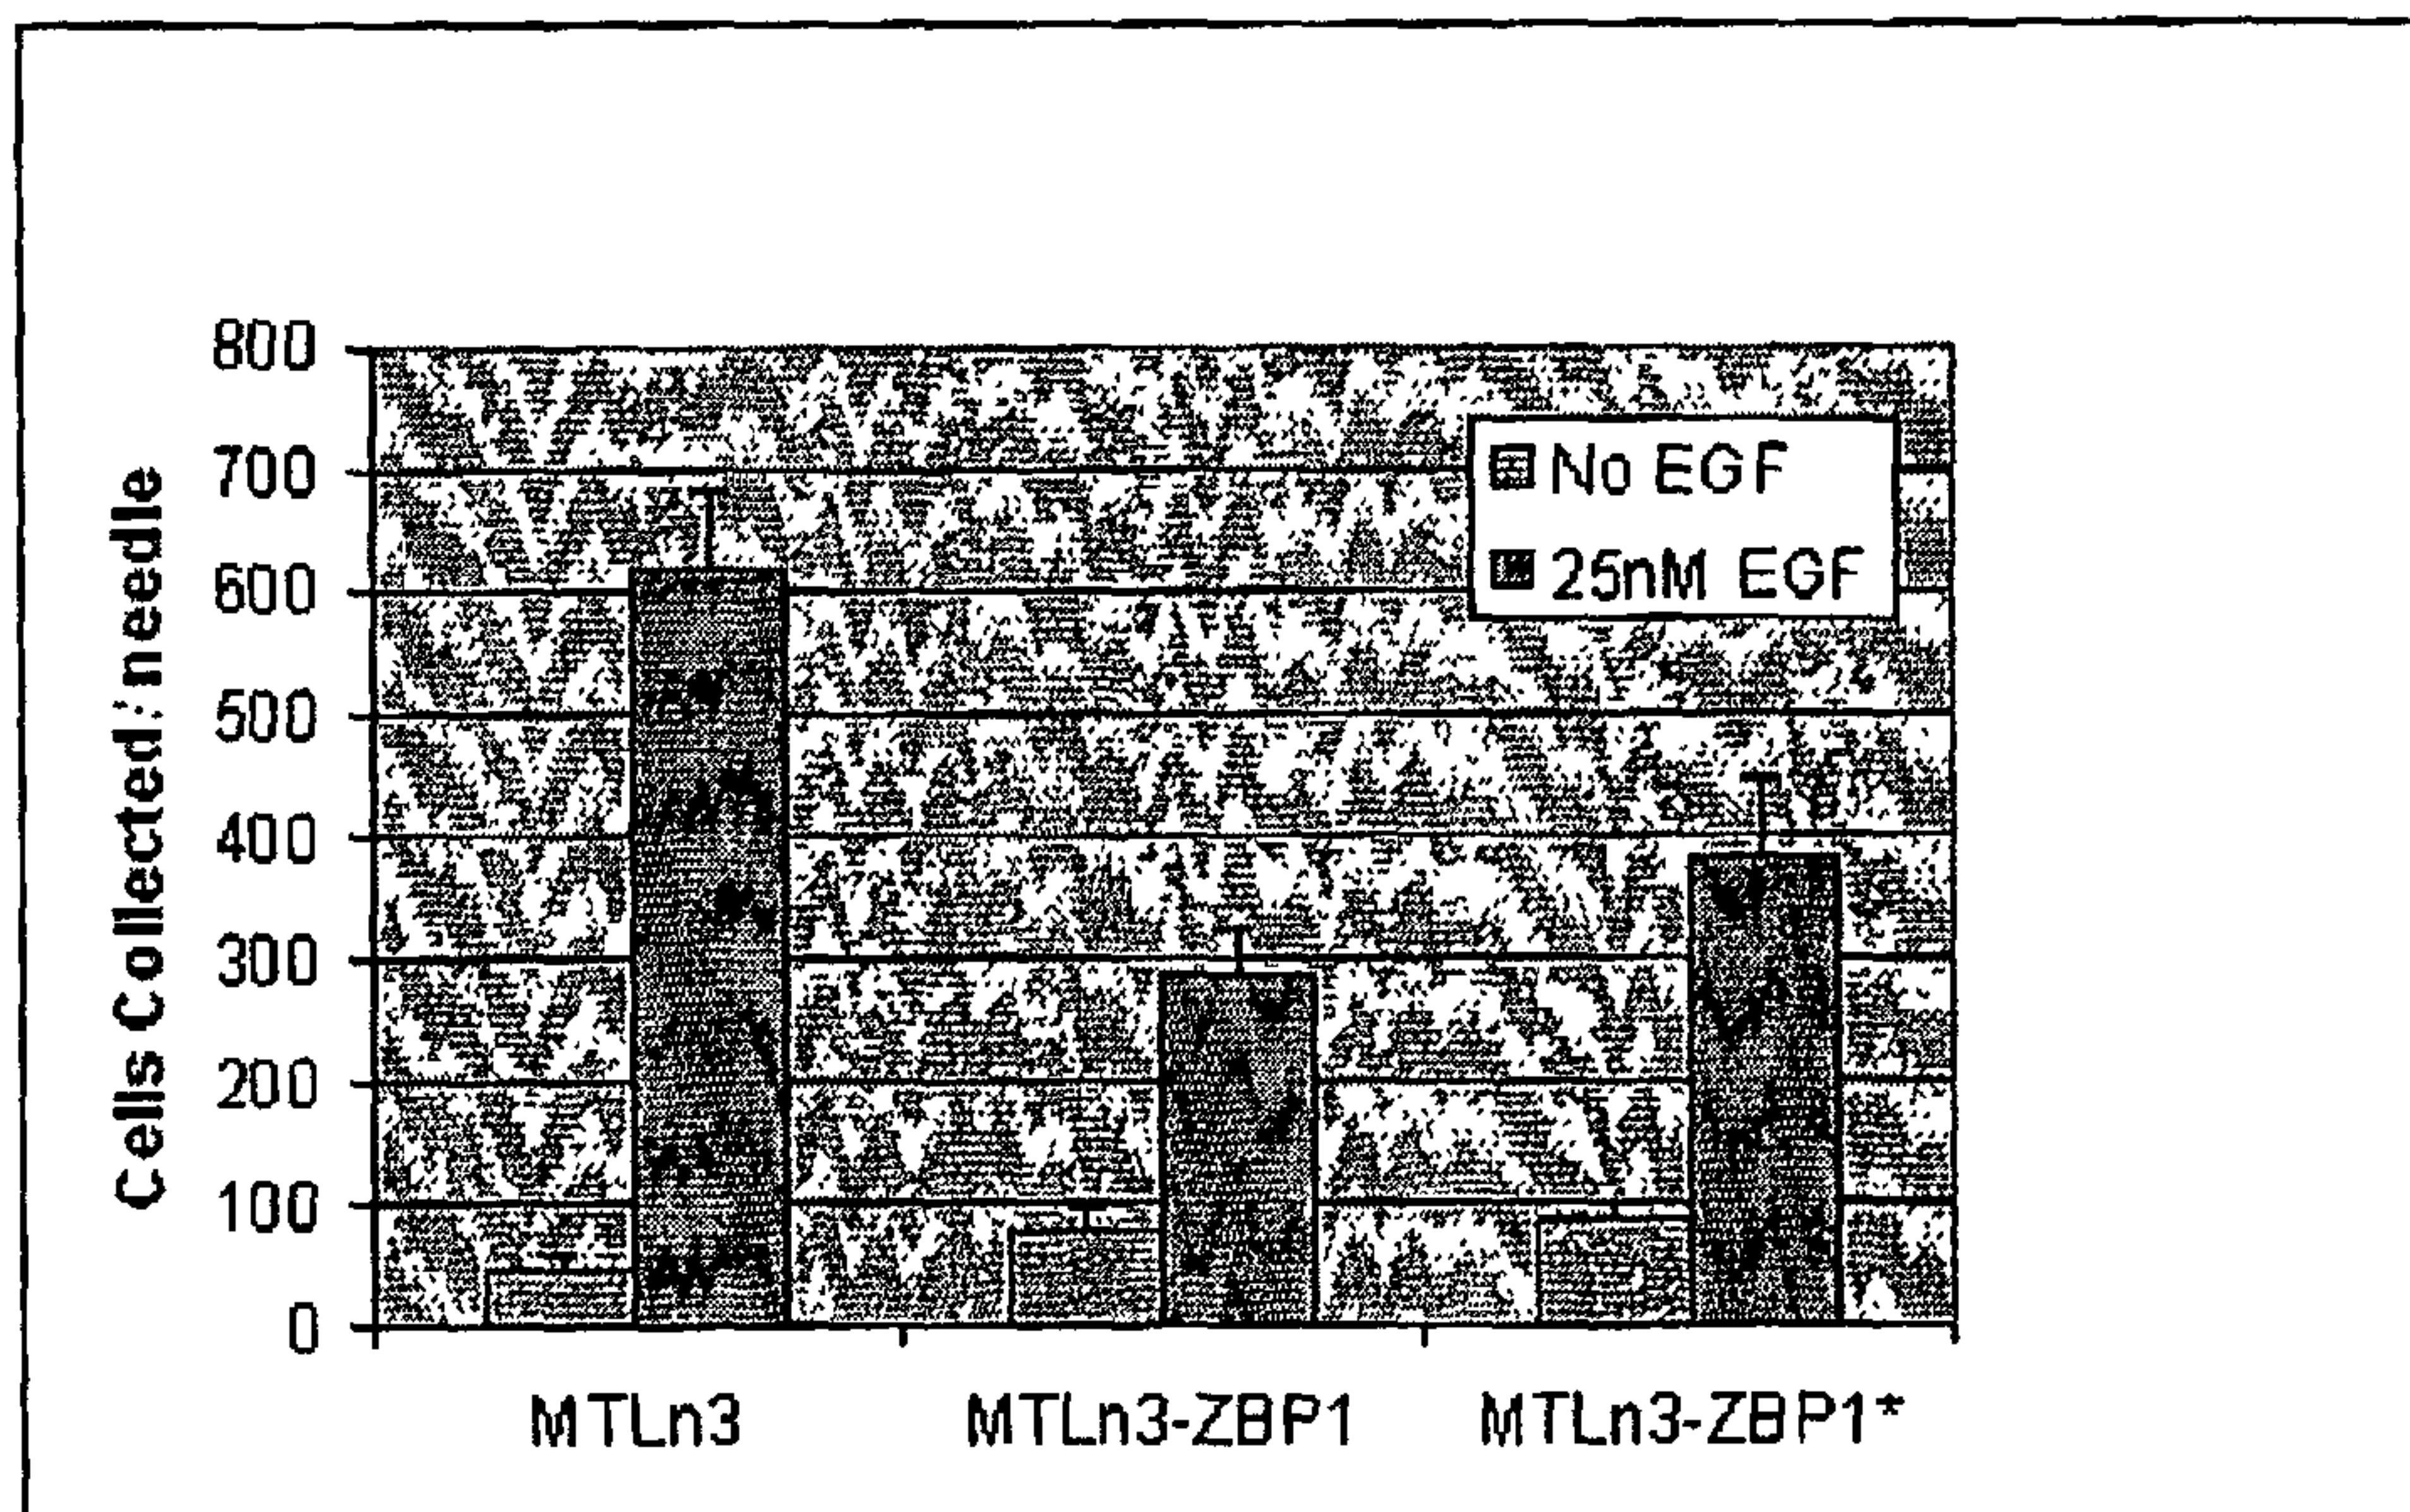 800
700
600
500
400
300
200
100
0
Cells Collected/needle
No EGF
25nM EGF
MTLn3
MTLn3-ZBP1
MTLn3-ZBP1*